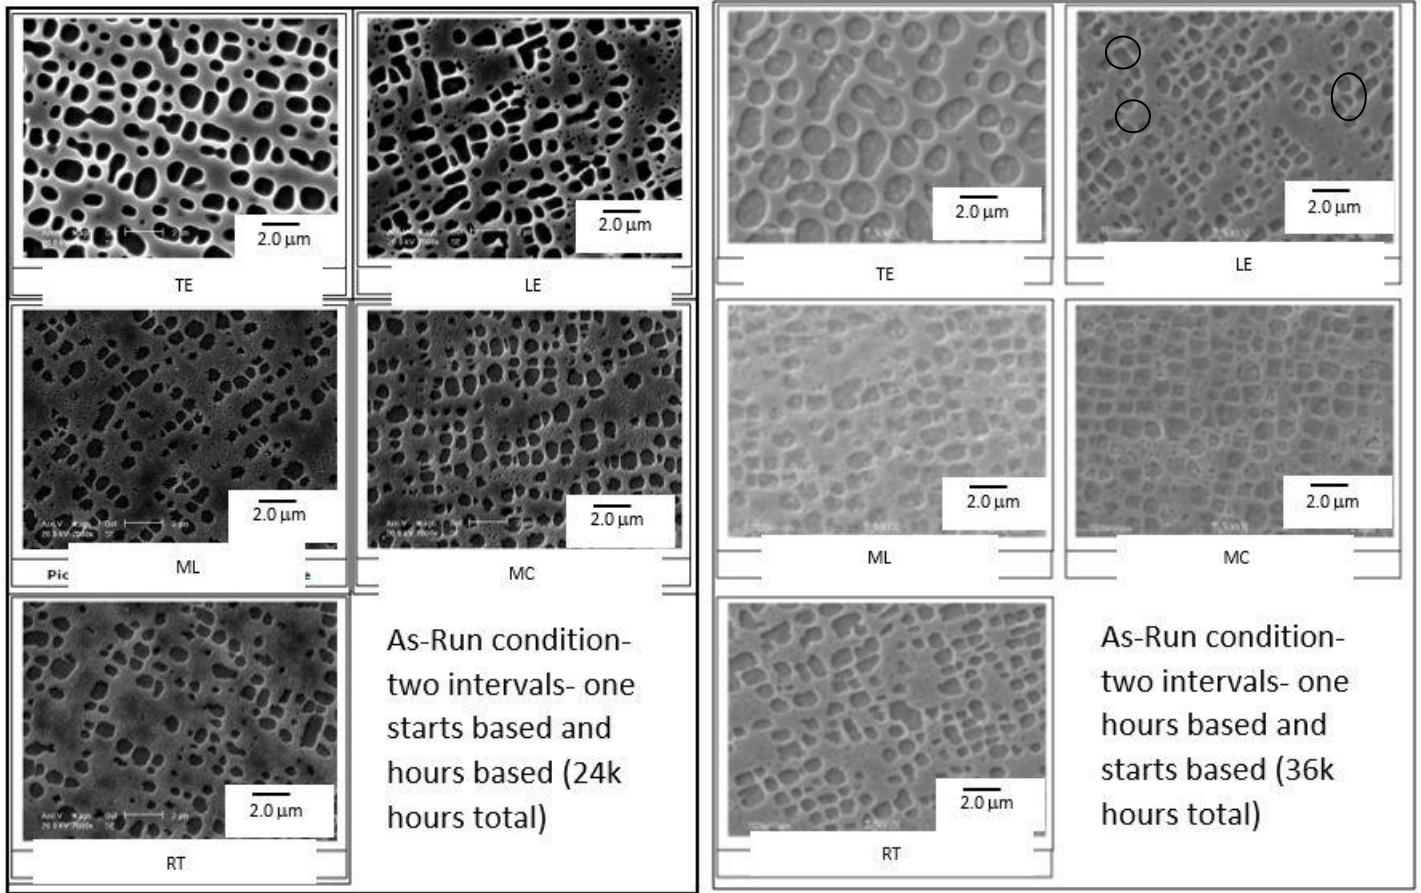 2.0 μm
2.0 μm
TE
LE
2.0 μm
2.0 μm
Pic
ML
e
MC
2.0 μm
RT
As-Run condition-
two intervals- one
starts based and
hours based (24k
hours total)
2.0 μm
2.0 μm
TE
LE
2.0 μm
2.0 μm
ML
MC
2.0 μm
RT
As-Run condition-
two intervals- one
hours based and
starts based (36k
hours total)